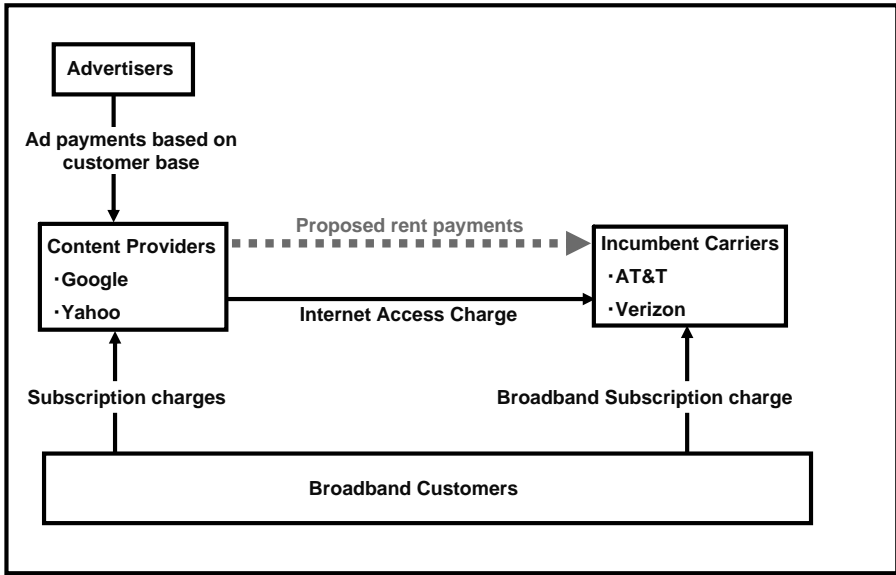 Advertisers
Ad payments based on
customer base
Proposed rent payments
Content Providers
·Google
·Yahoo
Incumbent Carriers
·AT&T
·Verizon
Internet Access Charge
Subscription charges
Broadband Subscription charge
Broadband Customers